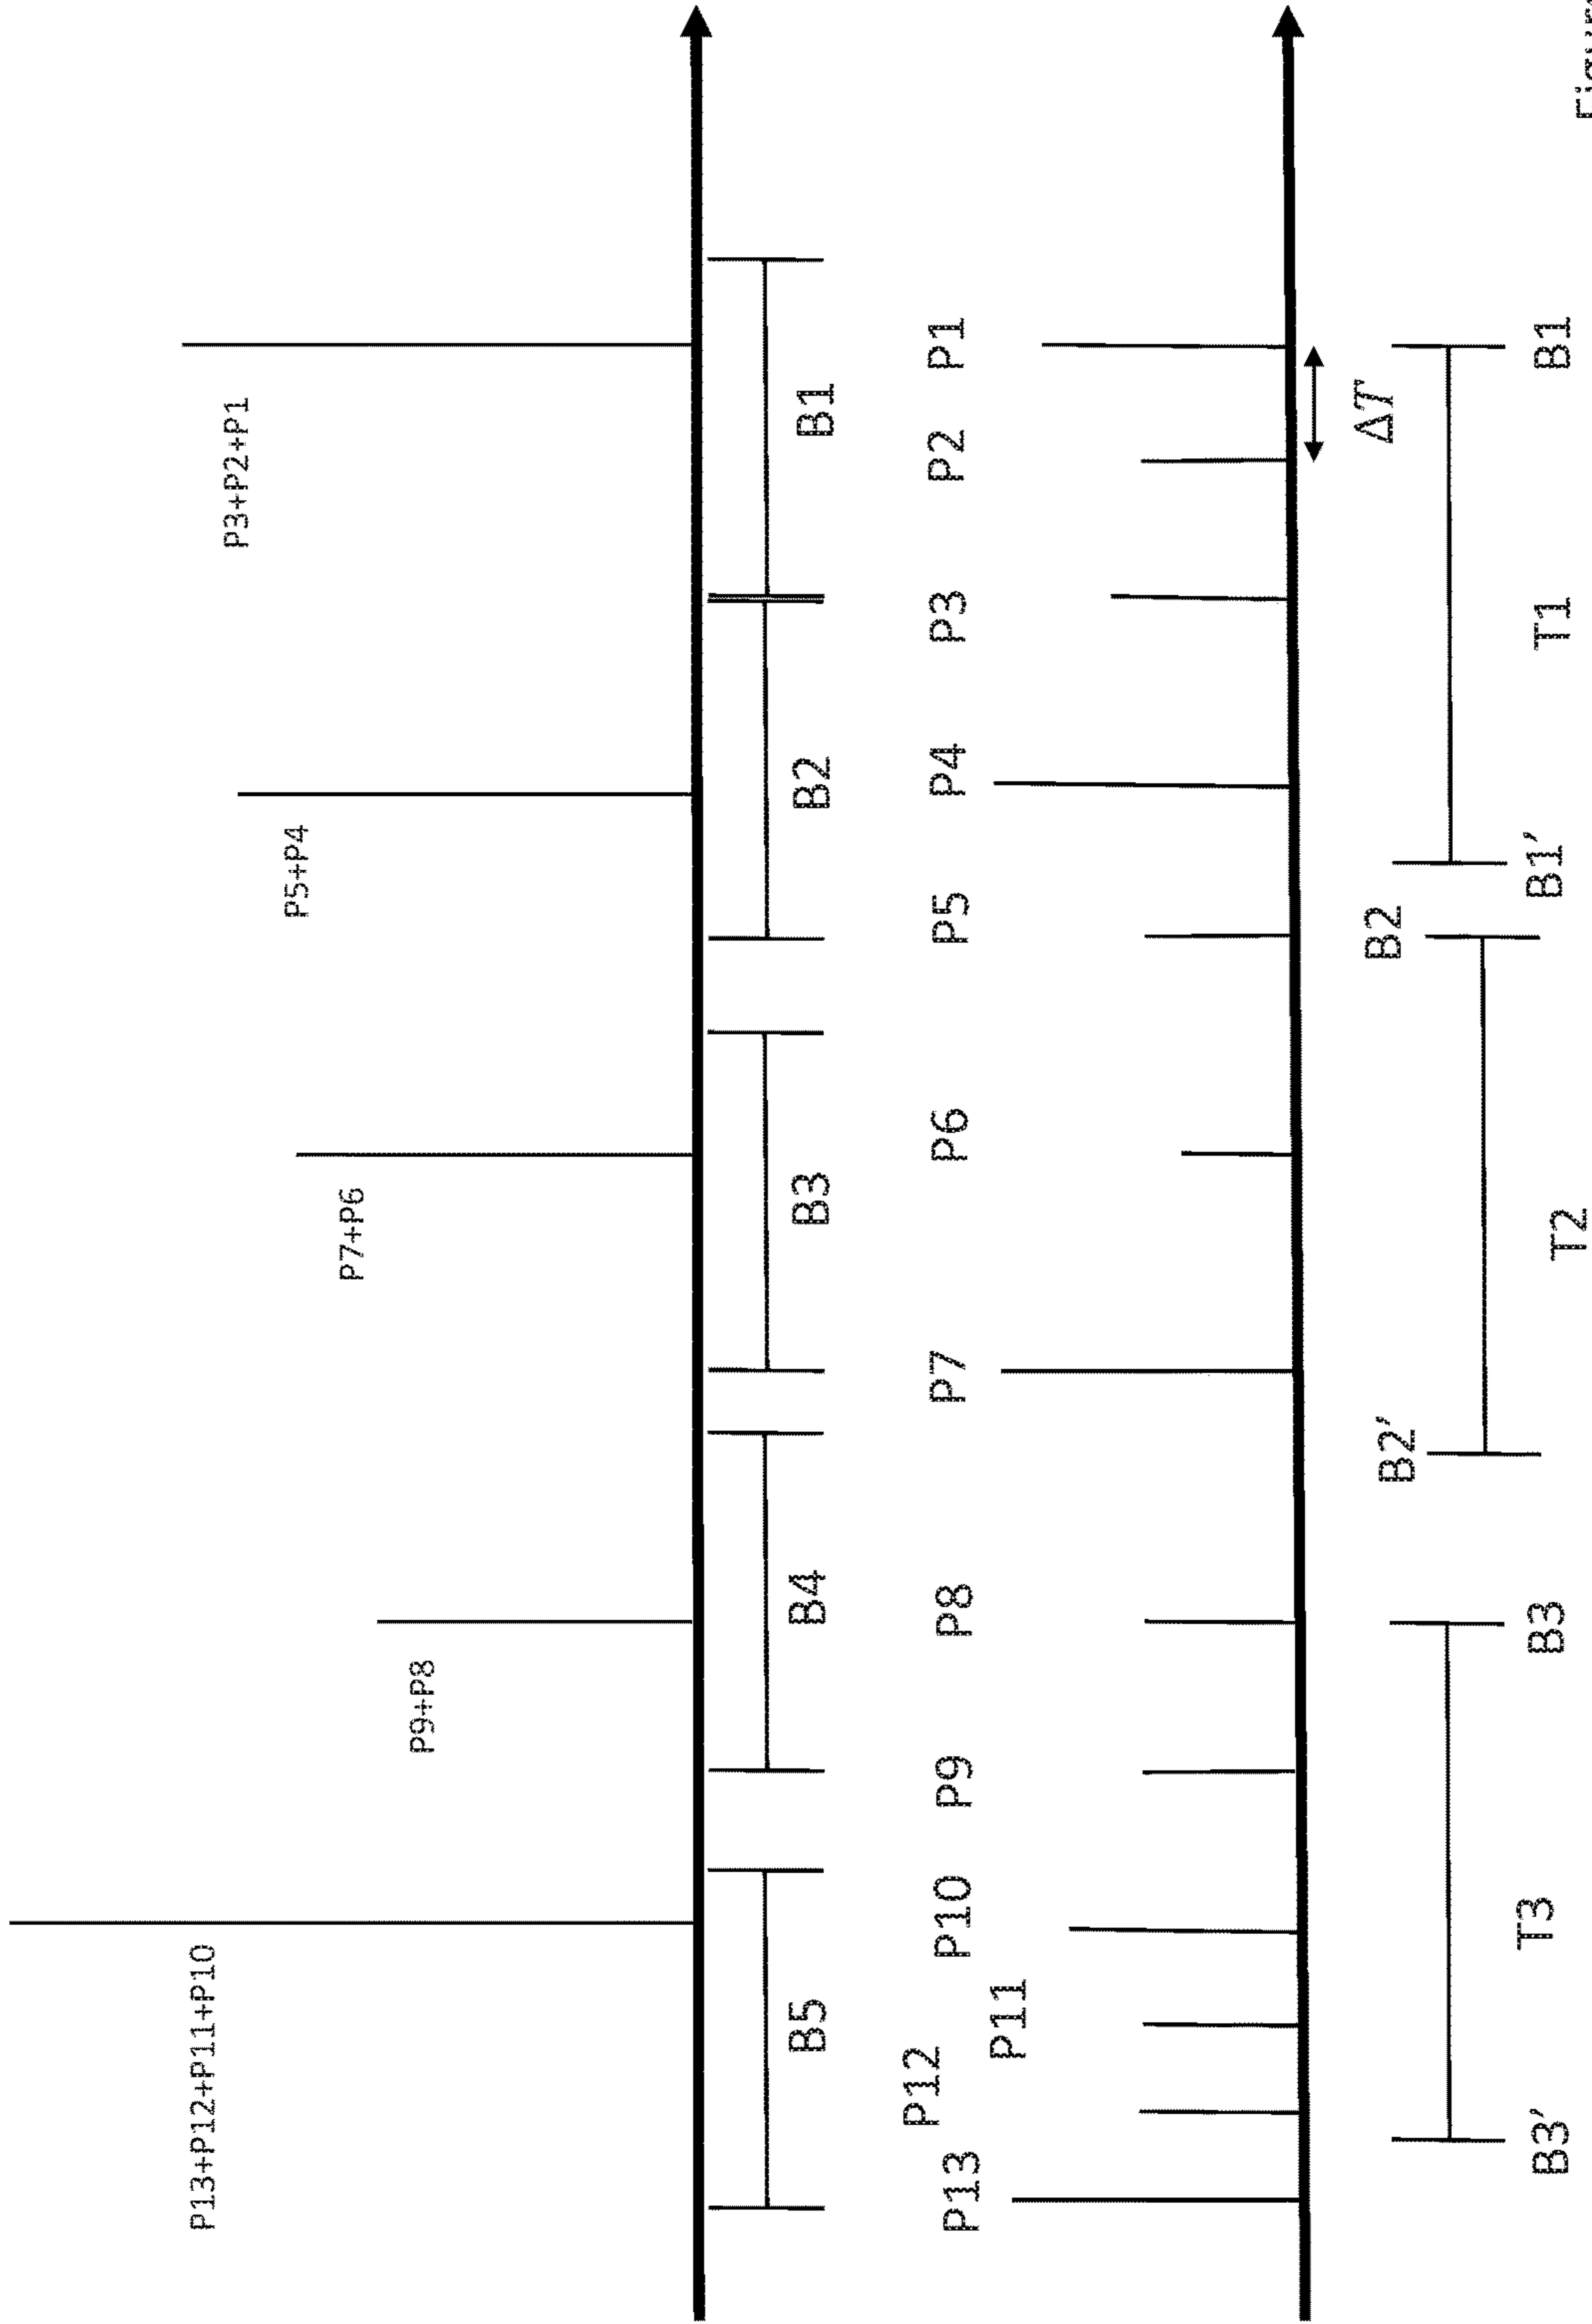 P13+P12+P11+P10
P3+P2+P1
P5+P4
P7+P6
P9+P8
B5 B4 B3 B2 B1
P13 P12 P11 P10 P9 P8 P7 P6 P5 P4 P3 P2 P1
ΔT
B2′ B2
B3′ T3 B3 B1′ T1 B1
T2